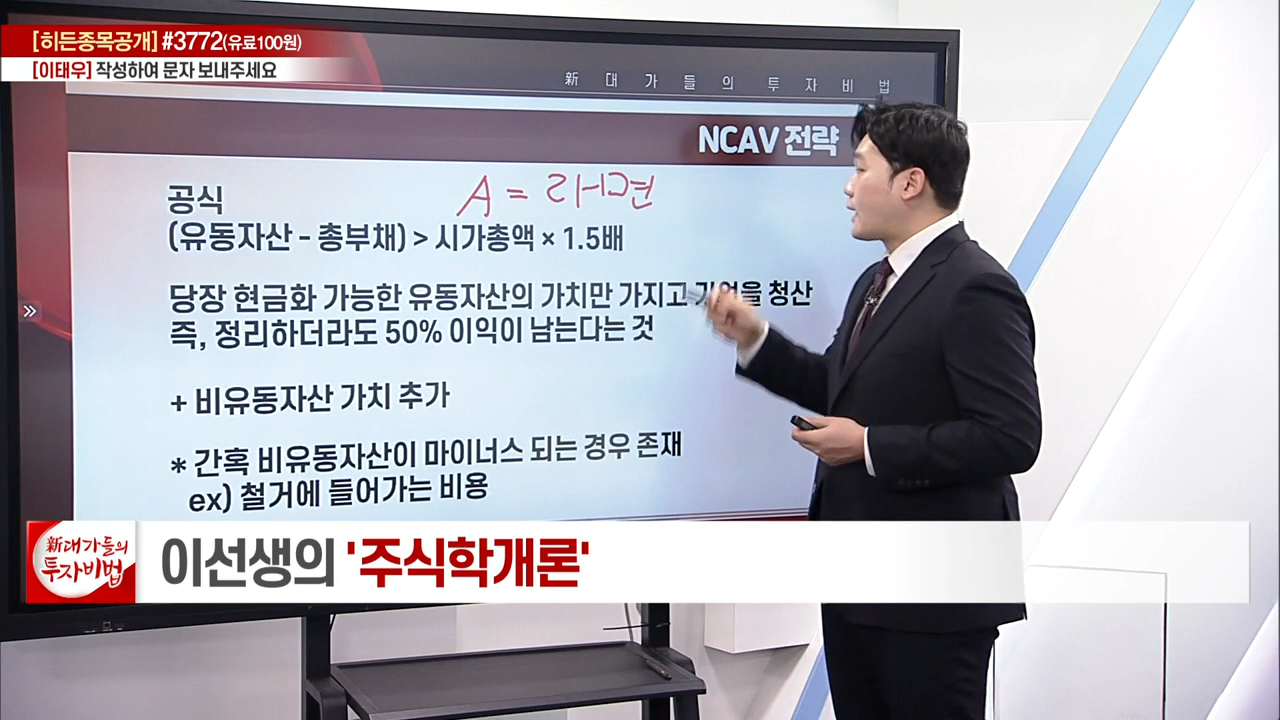 [히든종목공개] #3772(유료100원)
[이태우] 작성하여 문자 보내주세요
新 대 가 들 의 투 자 비 법
NCAV 전략
공식
A =
(유동자산 - 총부채) > 시가총액 × 1.5배
당장 현금화 가능한 유동자산의 가치만 가지고 기업을 청산
즉, 정리하더라도 50% 이익이 남는다는 것
+ 비유동자산 가치 추가
* 간혹 비유동자산이 마이너스 되는 경우 존재
ex) 철거에 들어가는 비용
新대가들의
투자비법
이선생의 '주식학개론'